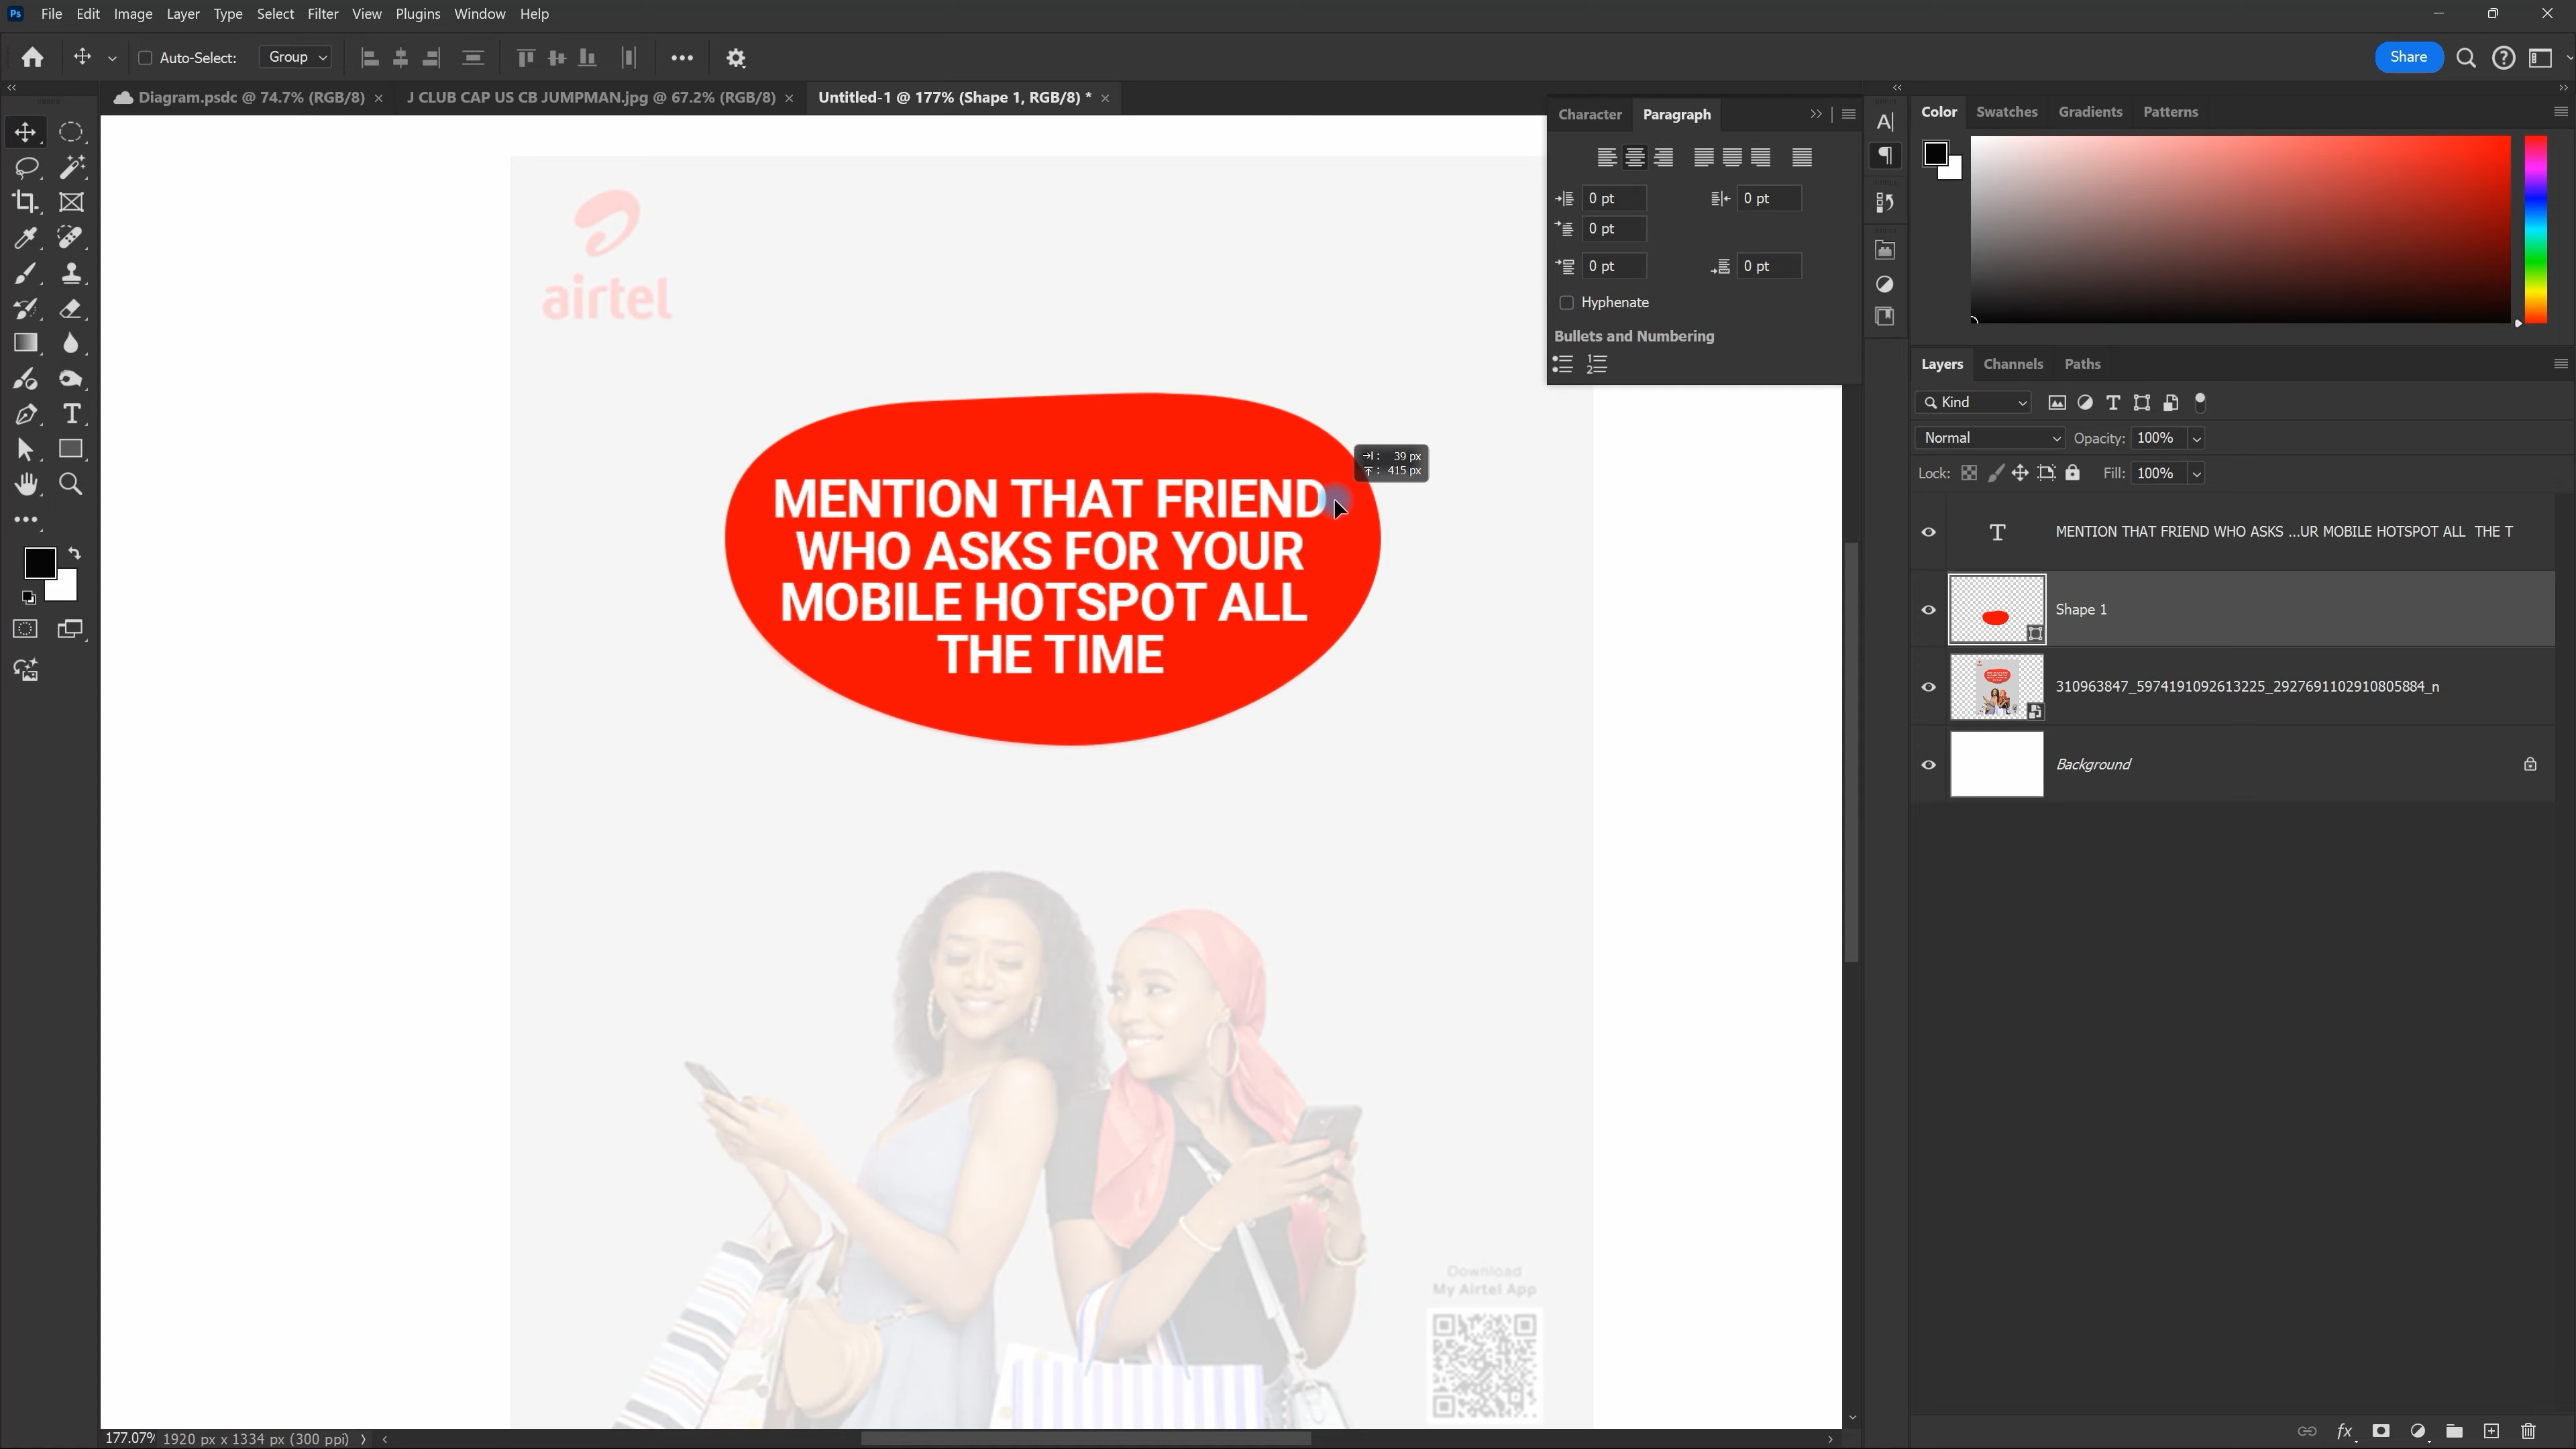 Ps File Edit Image Layer Type Select Filter View Plugins Window Help
Auto-Select: Group
Share
Diagram.psdc @ 74.7% (RGB/8) × J CLUB CAP US CB JUMPMAN.jpg @ 67.2% (RGB/8) × Untitled-1 @ 177% (Shape 1, RGB/8) * ×
Character Paragraph
0 pt 0 pt
0 pt
0 pt 0 pt
Hyphenate
Bullets and Numbering
Color Swatches Gradients Patterns
Layers Channels Paths
Kind
Normal Opacity: 100%
Lock: Fill: 100%
MENTION THAT FRIEND WHO ASKS ...UR MOBILE HOTSPOT ALL THE T
Shape 1
310963847_5974191092613225_2927691102910805884_n
Background
airtel
39 px
415 px
MENTION THAT FRIEND
WHO ASKS FOR YOUR
MOBILE HOTSPOT ALL
THE TIME
Download
My Airtel App
177.07% 1920 px x 1334 px (300 ppi)
fx